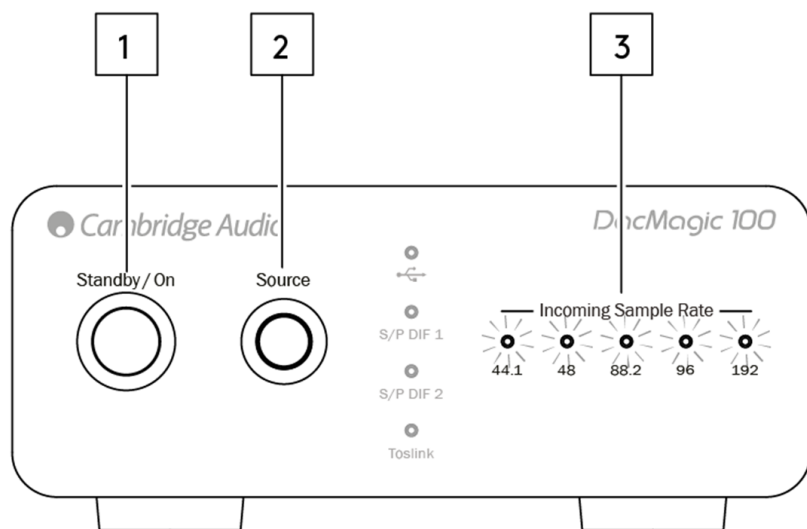 1
2
3
Cambridge Audio
DacMagic 100
Standby / On
Source
Incoming Sample Rate
S/P DIF 1
S/P DIF 2
Toslink
44.1
48
88.2
96
192